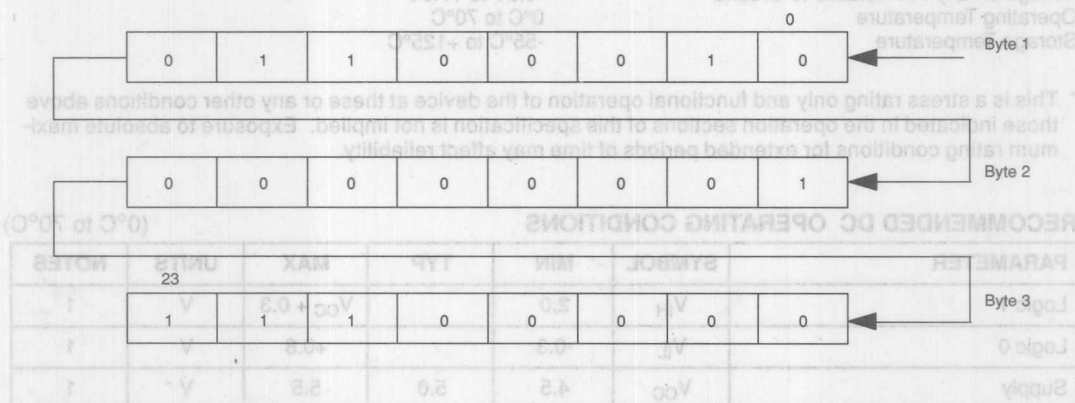 Operating Temperature 0°C to 70°C
0
Storage Temperature -55°C to +125°C
0 1 1 0 0 0 1 0 Byte 1
* This is a stress rating only and functional operation of the device at these or any other conditions above
those indicated in the operation sections of this specification is not implied. Exposure to absolute maxi-
mum rating conditions for extended periods of time may affect reliability.
0 0 0 0 0 0 0 1 Byte 2
RECOMMENDED DC OPERATING CONDITIONS (0°C to 70°C)
PARAMETER SYMBOL MIN TYP MAX UNITS NOTES
23
Logic 1 VIH 2.0 VCC + 0.3 V 1
1 1 1 0 0 0 0 0 Byte 3
Logic 0 VIL -0.3 +0.8 V 1
Supply VCC 4.5 5.0 5.5 V 1